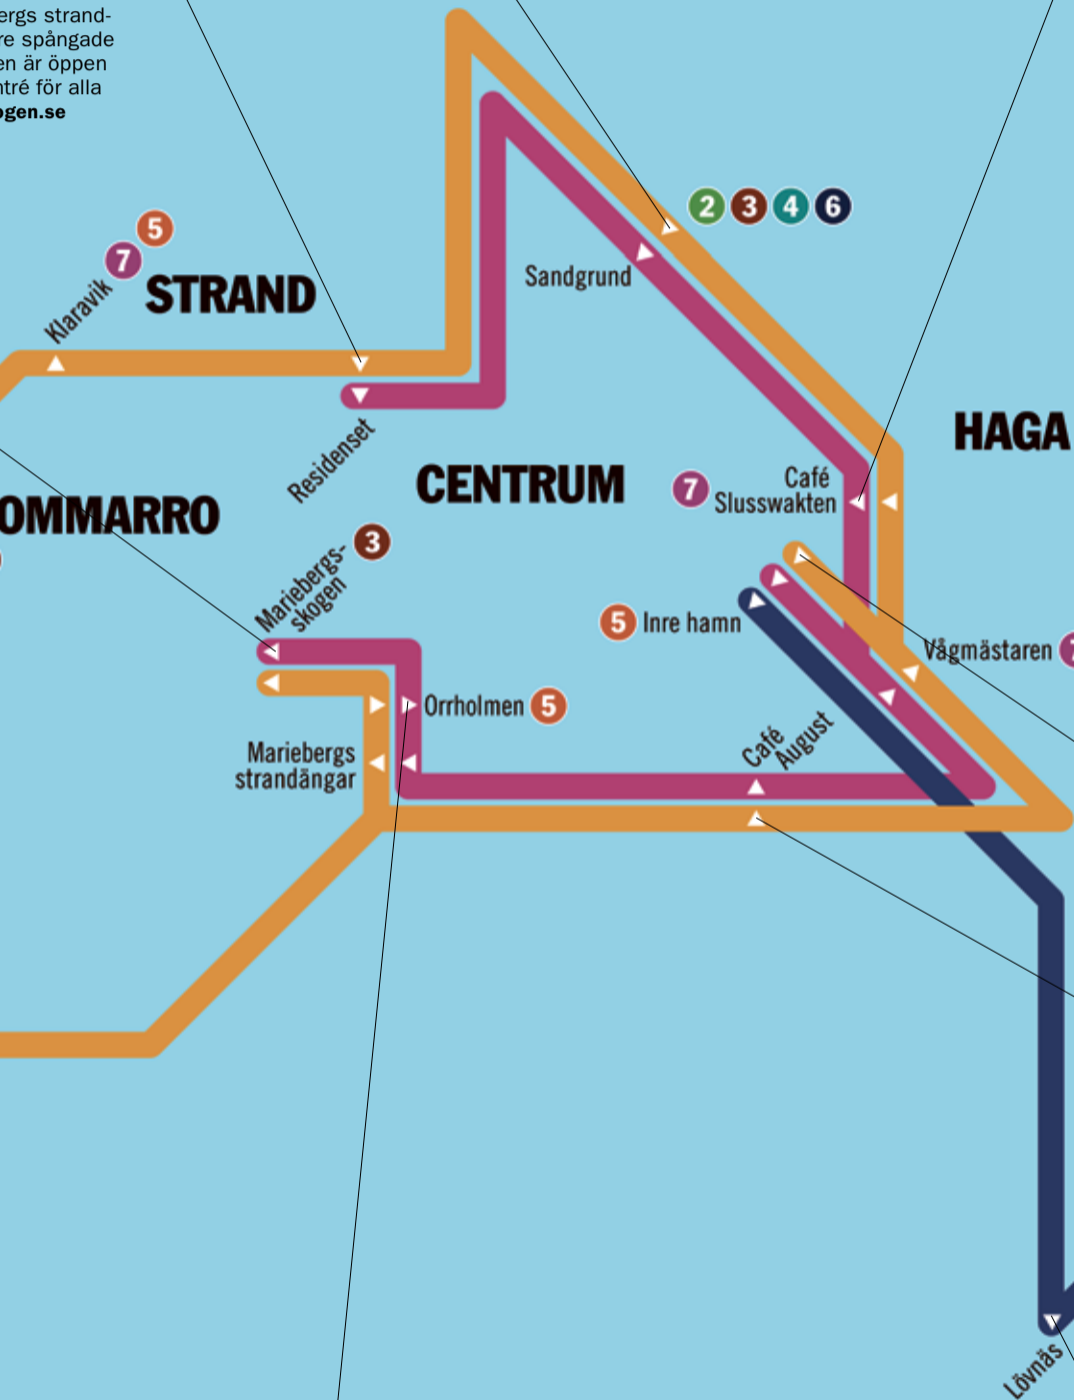 ergs strand-
re spångade
en är öppen
ntré för alla
ogen.se
2 3 4 6
5
7
Klaravik
STRAND
Sandgrund
HAGA
Residenset
CENTRUM
7
Café
Slusswakten
OMMARRO
Mariebergs-
skogen
3
5 Inre hamn
Vågmästaren 7
Orrholmen 5
Mariebergs
strandängar
Café
August
Lövnäs